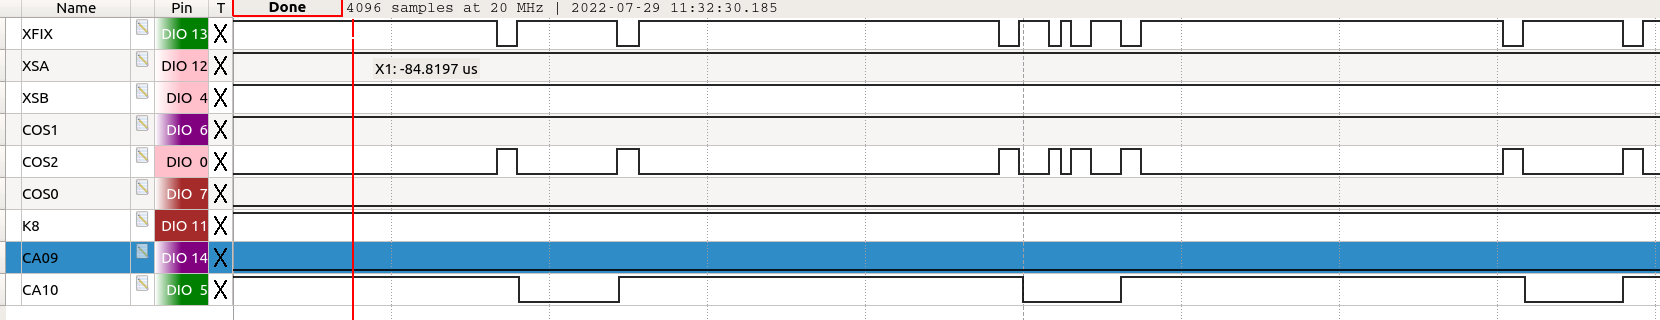 Name Pin T Done 4096 samples at 20 MHz | 2022-07-29 11:32:30.185
XFIX DIO 13 X
XSA DIO 12 X X1: -84.8197 us
XSB DIO 4 X
COS1 DIO 6 X
COS2 DIO 0 X
COS0 DIO 7 X
K8 DIO 11 X
CA09 DIO 14 X
CA10 DIO 5 X